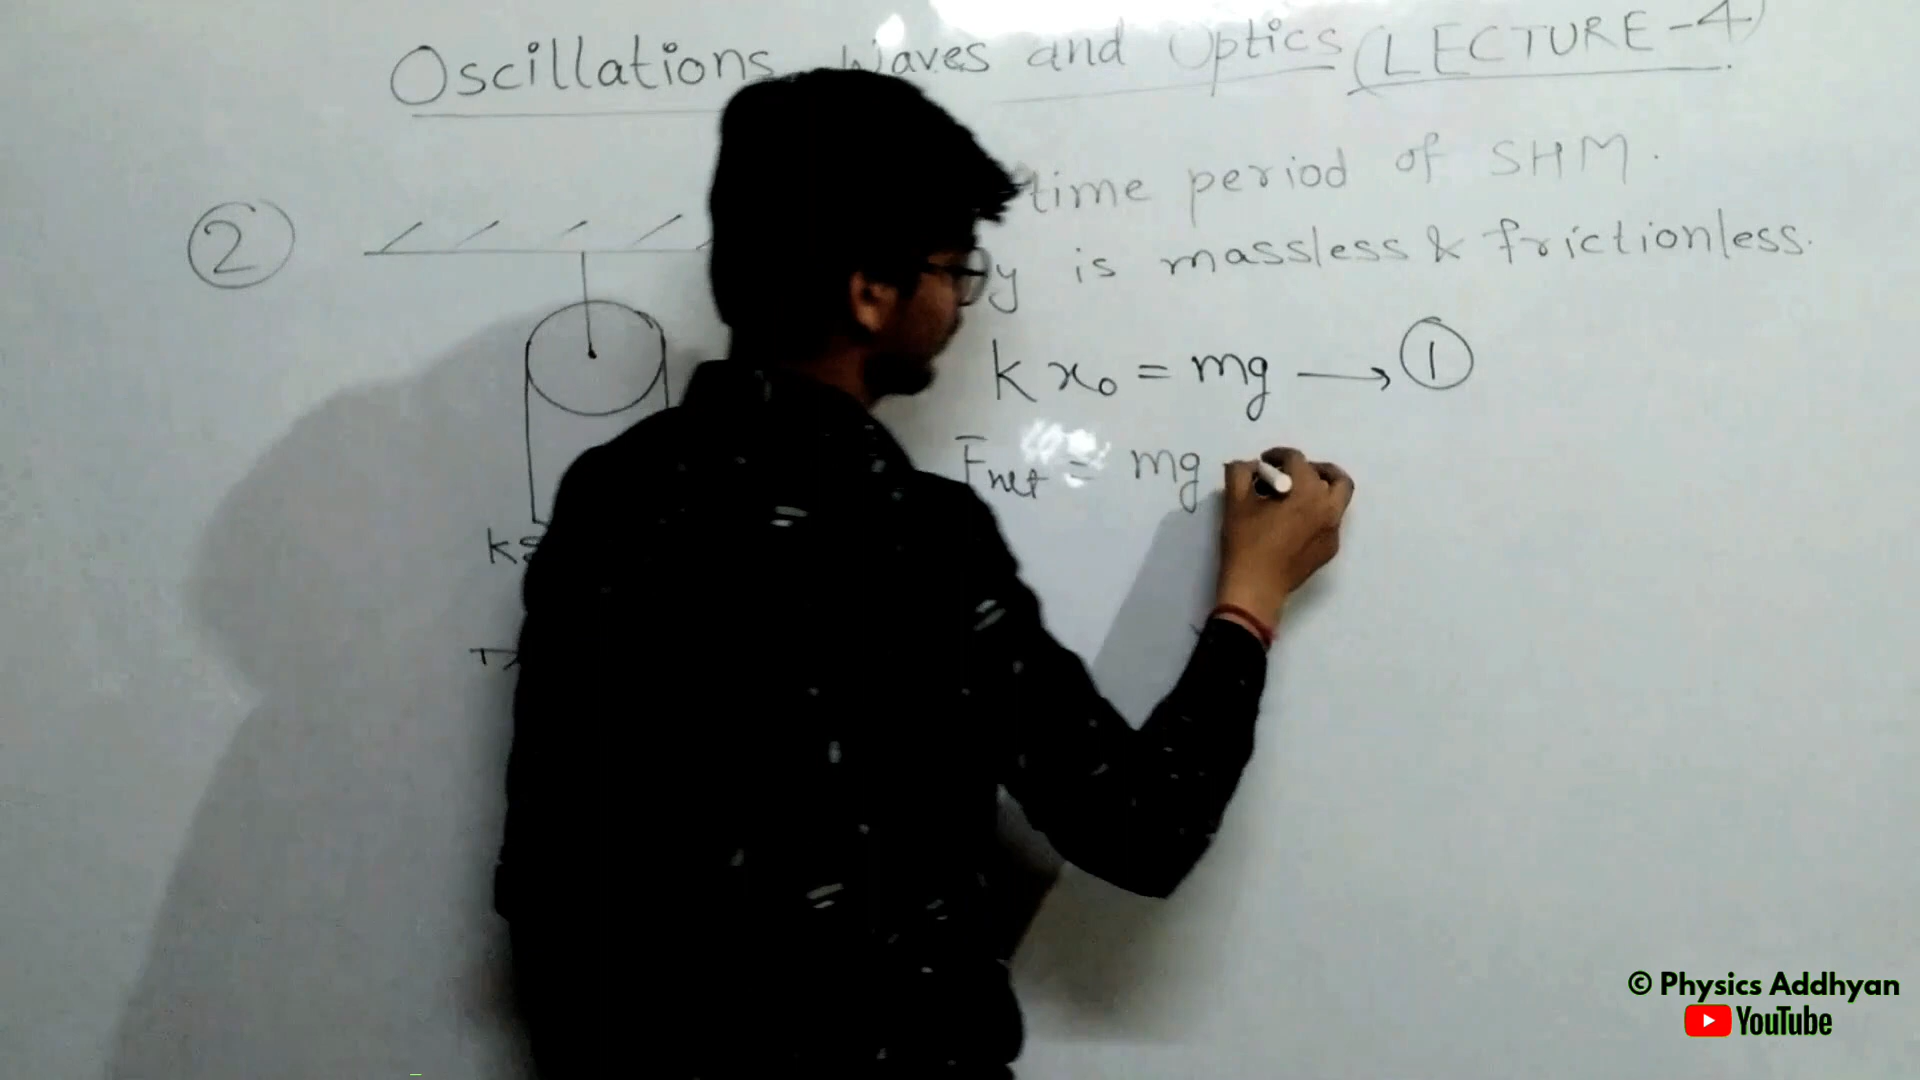 Oscillations Waves and Optics (LECTURE-4)
time period of SHM.
② y is massless & frictionless.
K x₀ = mg → ①
Fnet = mg
K
© Physics Addhyan
YouTube